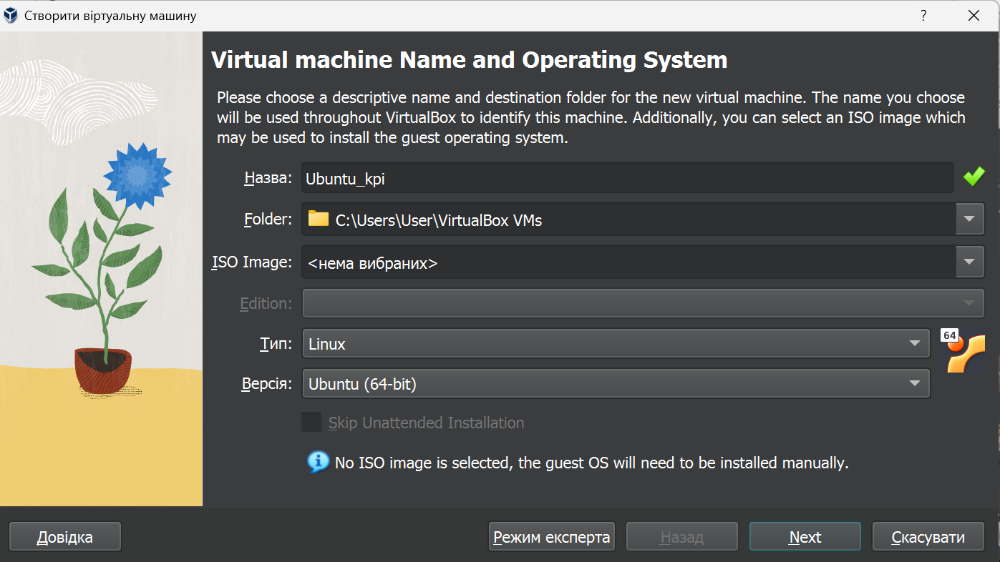 Створити віртуальну машину
?
Virtual machine Name and Operating System
Please choose a descriptive name and destination folder for the new virtual machine. The name you choose
will be used throughout VirtualBox to identify this machine. Additionally, you can select an ISO image which
may be used to install the guest operating system.
Назва: Ubuntu_kpi
Folder: C:\Users\User\VirtualBox VMs
ISO Image: <нема вибраних>
Edition:
Тип: Linux
64
Версія: Ubuntu (64-bit)
Skip Unattended Installation
No ISO image is selected, the guest OS will need to be installed manually.
Довідка Режим експерта Назад Next Скасувати